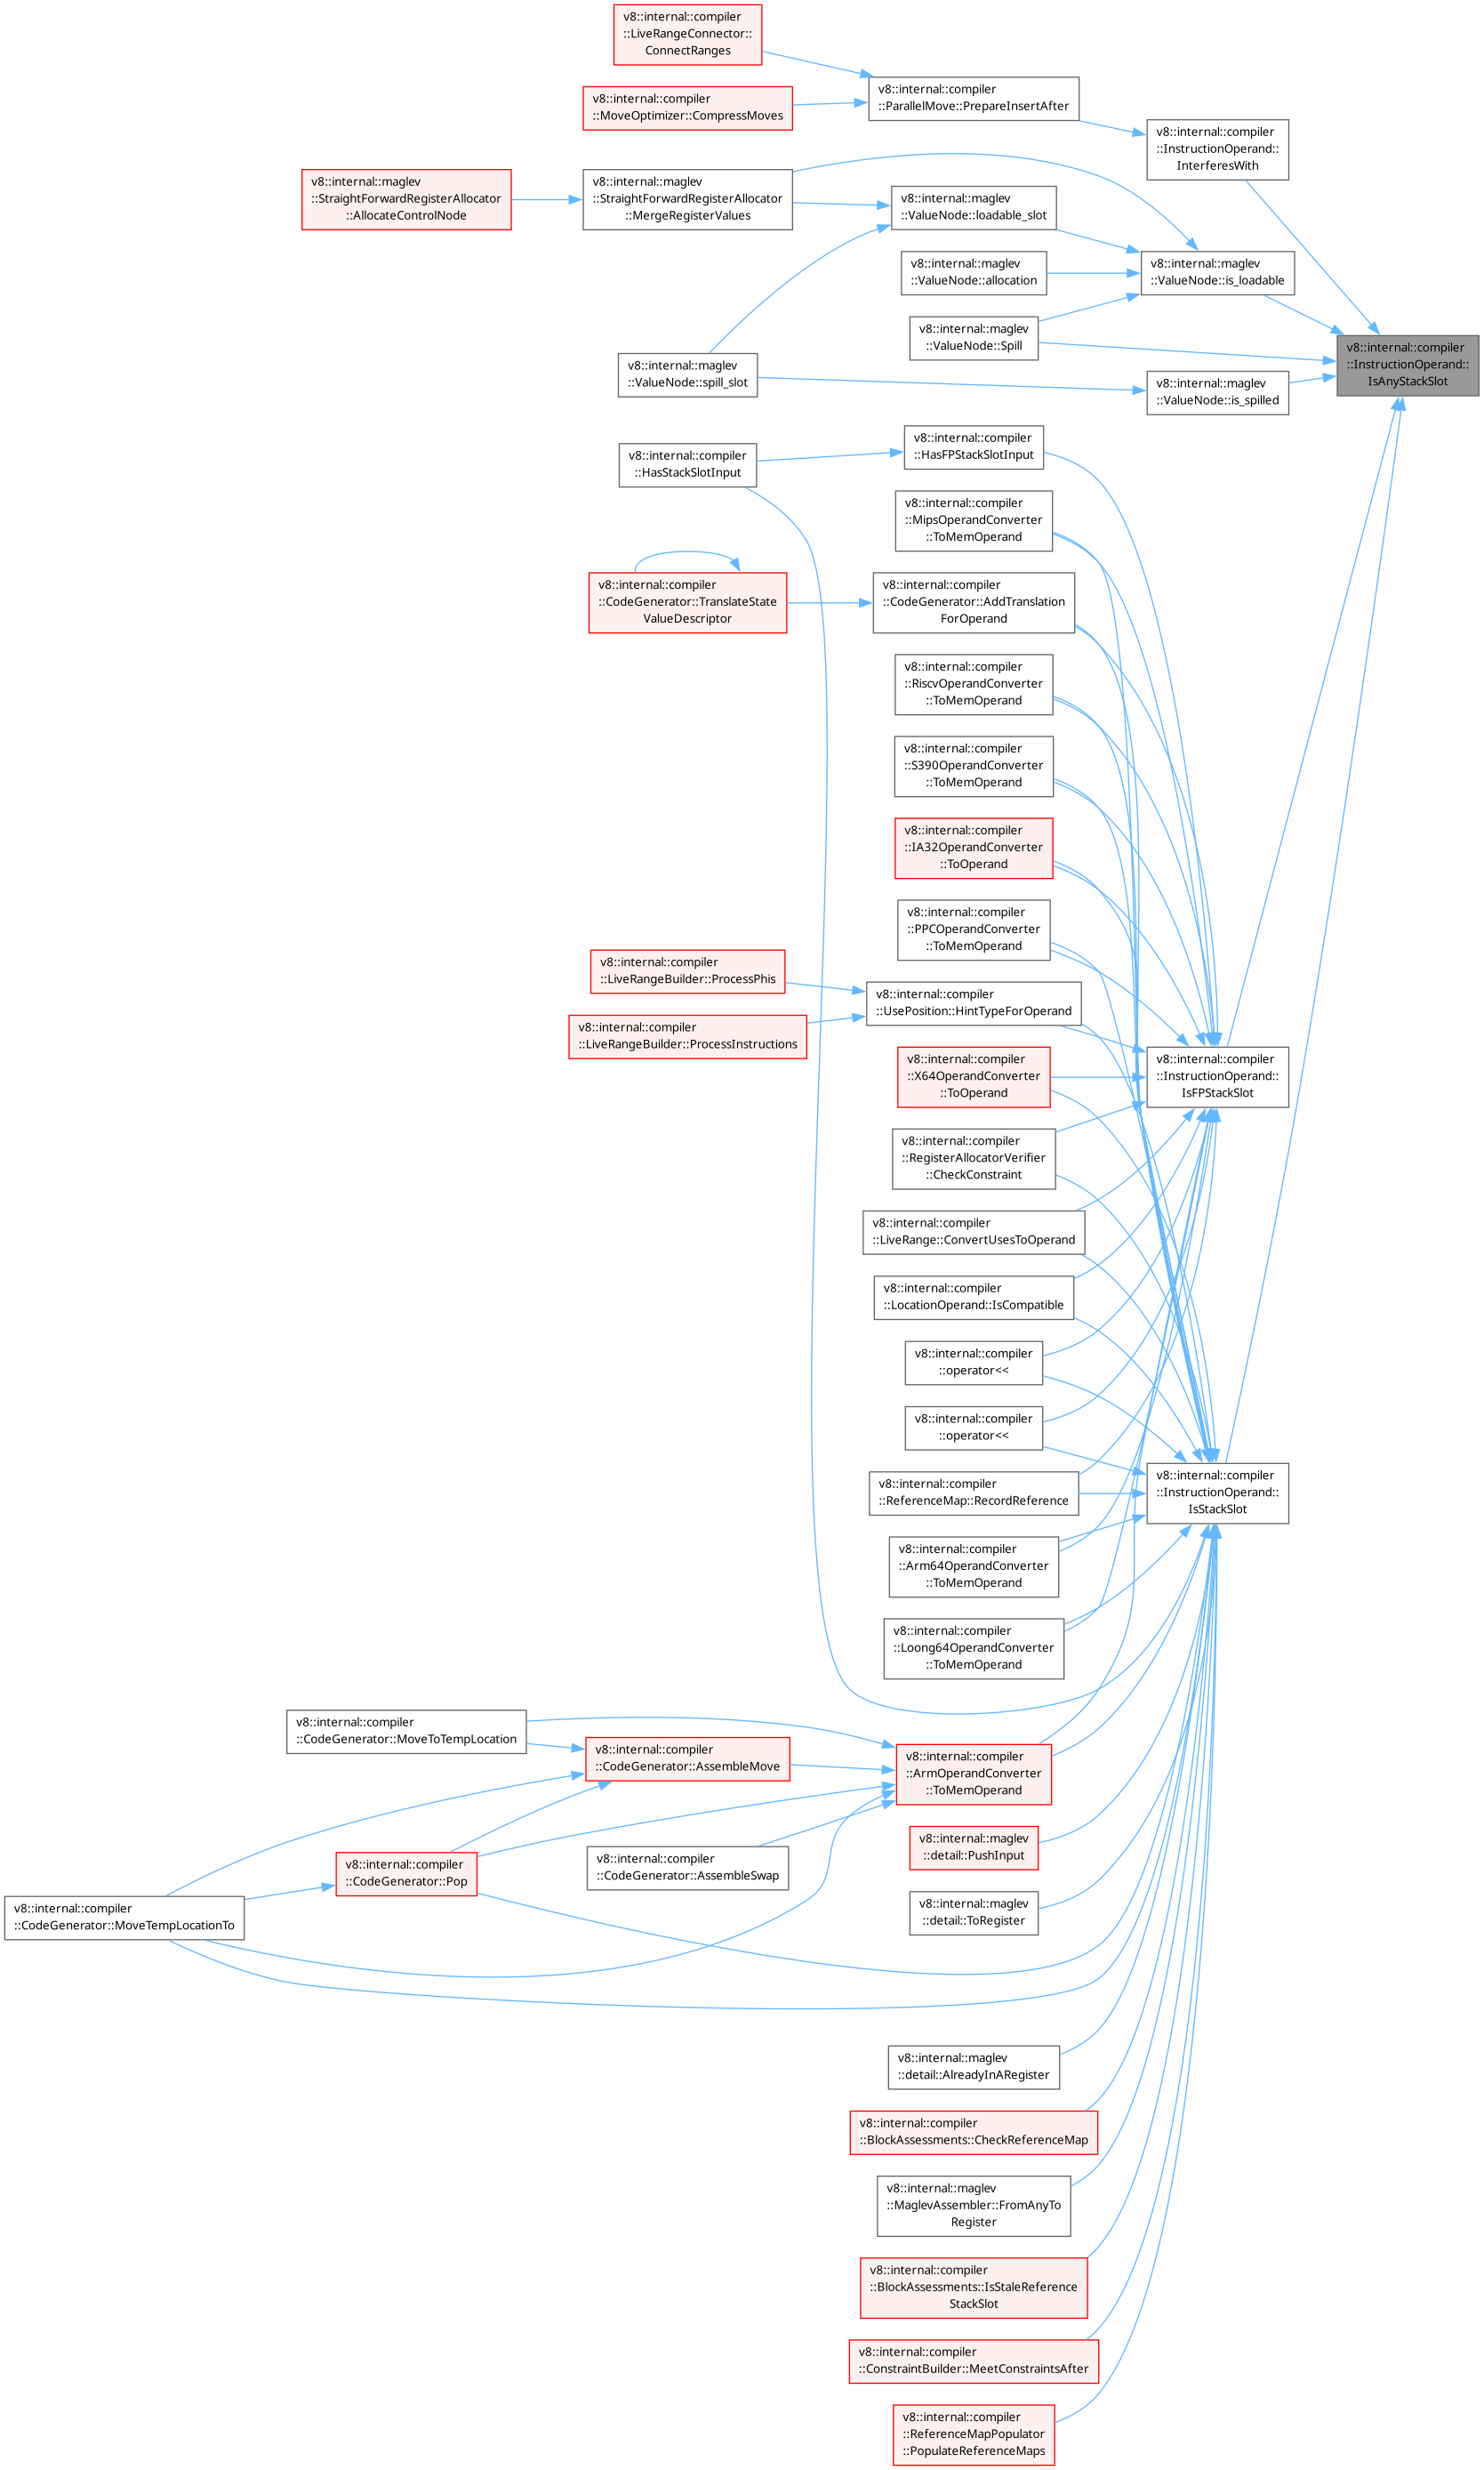 v8::internal::compiler
::LiveRangeConnector::
ConnectRanges
v8::internal::compiler
::ParallelMove::PrepareInsertAfter
v8::internal::compiler
::MoveOptimizer::CompressMoves
v8::internal::compiler
::InstructionOperand::
InterferesWith
v8::internal::maglev
::StraightForwardRegisterAllocator
::AllocateControlNode
v8::internal::maglev
::StraightForwardRegisterAllocator
::MergeRegisterValues
v8::internal::maglev
::ValueNode::loadable_slot
v8::internal::maglev
::ValueNode::allocation
v8::internal::maglev
::ValueNode::is_loadable
v8::internal::maglev
::ValueNode::Spill
v8::internal::compiler
::InstructionOperand::
IsAnyStackSlot
v8::internal::maglev
::ValueNode::spill_slot
v8::internal::maglev
::ValueNode::is_spilled
v8::internal::compiler
::HasStackSlotInput
v8::internal::compiler
::HasFPStackSlotInput
v8::internal::compiler
::MipsOperandConverter
::ToMemOperand
v8::internal::compiler
::CodeGenerator::TranslateState
ValueDescriptor
v8::internal::compiler
::CodeGenerator::AddTranslation
ForOperand
v8::internal::compiler
::RiscvOperandConverter
::ToMemOperand
v8::internal::compiler
::S390OperandConverter
::ToMemOperand
v8::internal::compiler
::IA32OperandConverter
::ToOperand
v8::internal::compiler
::PPCOperandConverter
::ToMemOperand
v8::internal::compiler
::LiveRangeBuilder::ProcessPhis
v8::internal::compiler
::UsePosition::HintTypeForOperand
v8::internal::compiler
::LiveRangeBuilder::ProcessInstructions
v8::internal::compiler
::X64OperandConverter
::ToOperand
v8::internal::compiler
::InstructionOperand::
IsFPStackSlot
v8::internal::compiler
::RegisterAllocatorVerifier
::CheckConstraint
v8::internal::compiler
::LiveRange::ConvertUsesToOperand
v8::internal::compiler
::LocationOperand::IsCompatible
v8::internal::compiler
::operator<<
v8::internal::compiler
::operator<<
v8::internal::compiler
::ReferenceMap::RecordReference
v8::internal::compiler
::InstructionOperand::
IsStackSlot
v8::internal::compiler
::Arm64OperandConverter
::ToMemOperand
v8::internal::compiler
::Loong64OperandConverter
::ToMemOperand
v8::internal::compiler
::CodeGenerator::MoveToTempLocation
v8::internal::compiler
::CodeGenerator::AssembleMove
v8::internal::compiler
::ArmOperandConverter
::ToMemOperand
v8::internal::maglev
::detail::PushInput
v8::internal::compiler
::CodeGenerator::AssembleSwap
v8::internal::compiler
::CodeGenerator::Pop
v8::internal::compiler
::CodeGenerator::MoveTempLocationTo
v8::internal::maglev
::detail::ToRegister
v8::internal::maglev
::detail::AlreadyInARegister
v8::internal::compiler
::BlockAssessments::CheckReferenceMap
v8::internal::maglev
::MaglevAssembler::FromAnyTo
Register
v8::internal::compiler
::BlockAssessments::IsStaleReference
StackSlot
v8::internal::compiler
::ConstraintBuilder::MeetConstraintsAfter
v8::internal::compiler
::ReferenceMapPopulator
::PopulateReferenceMaps